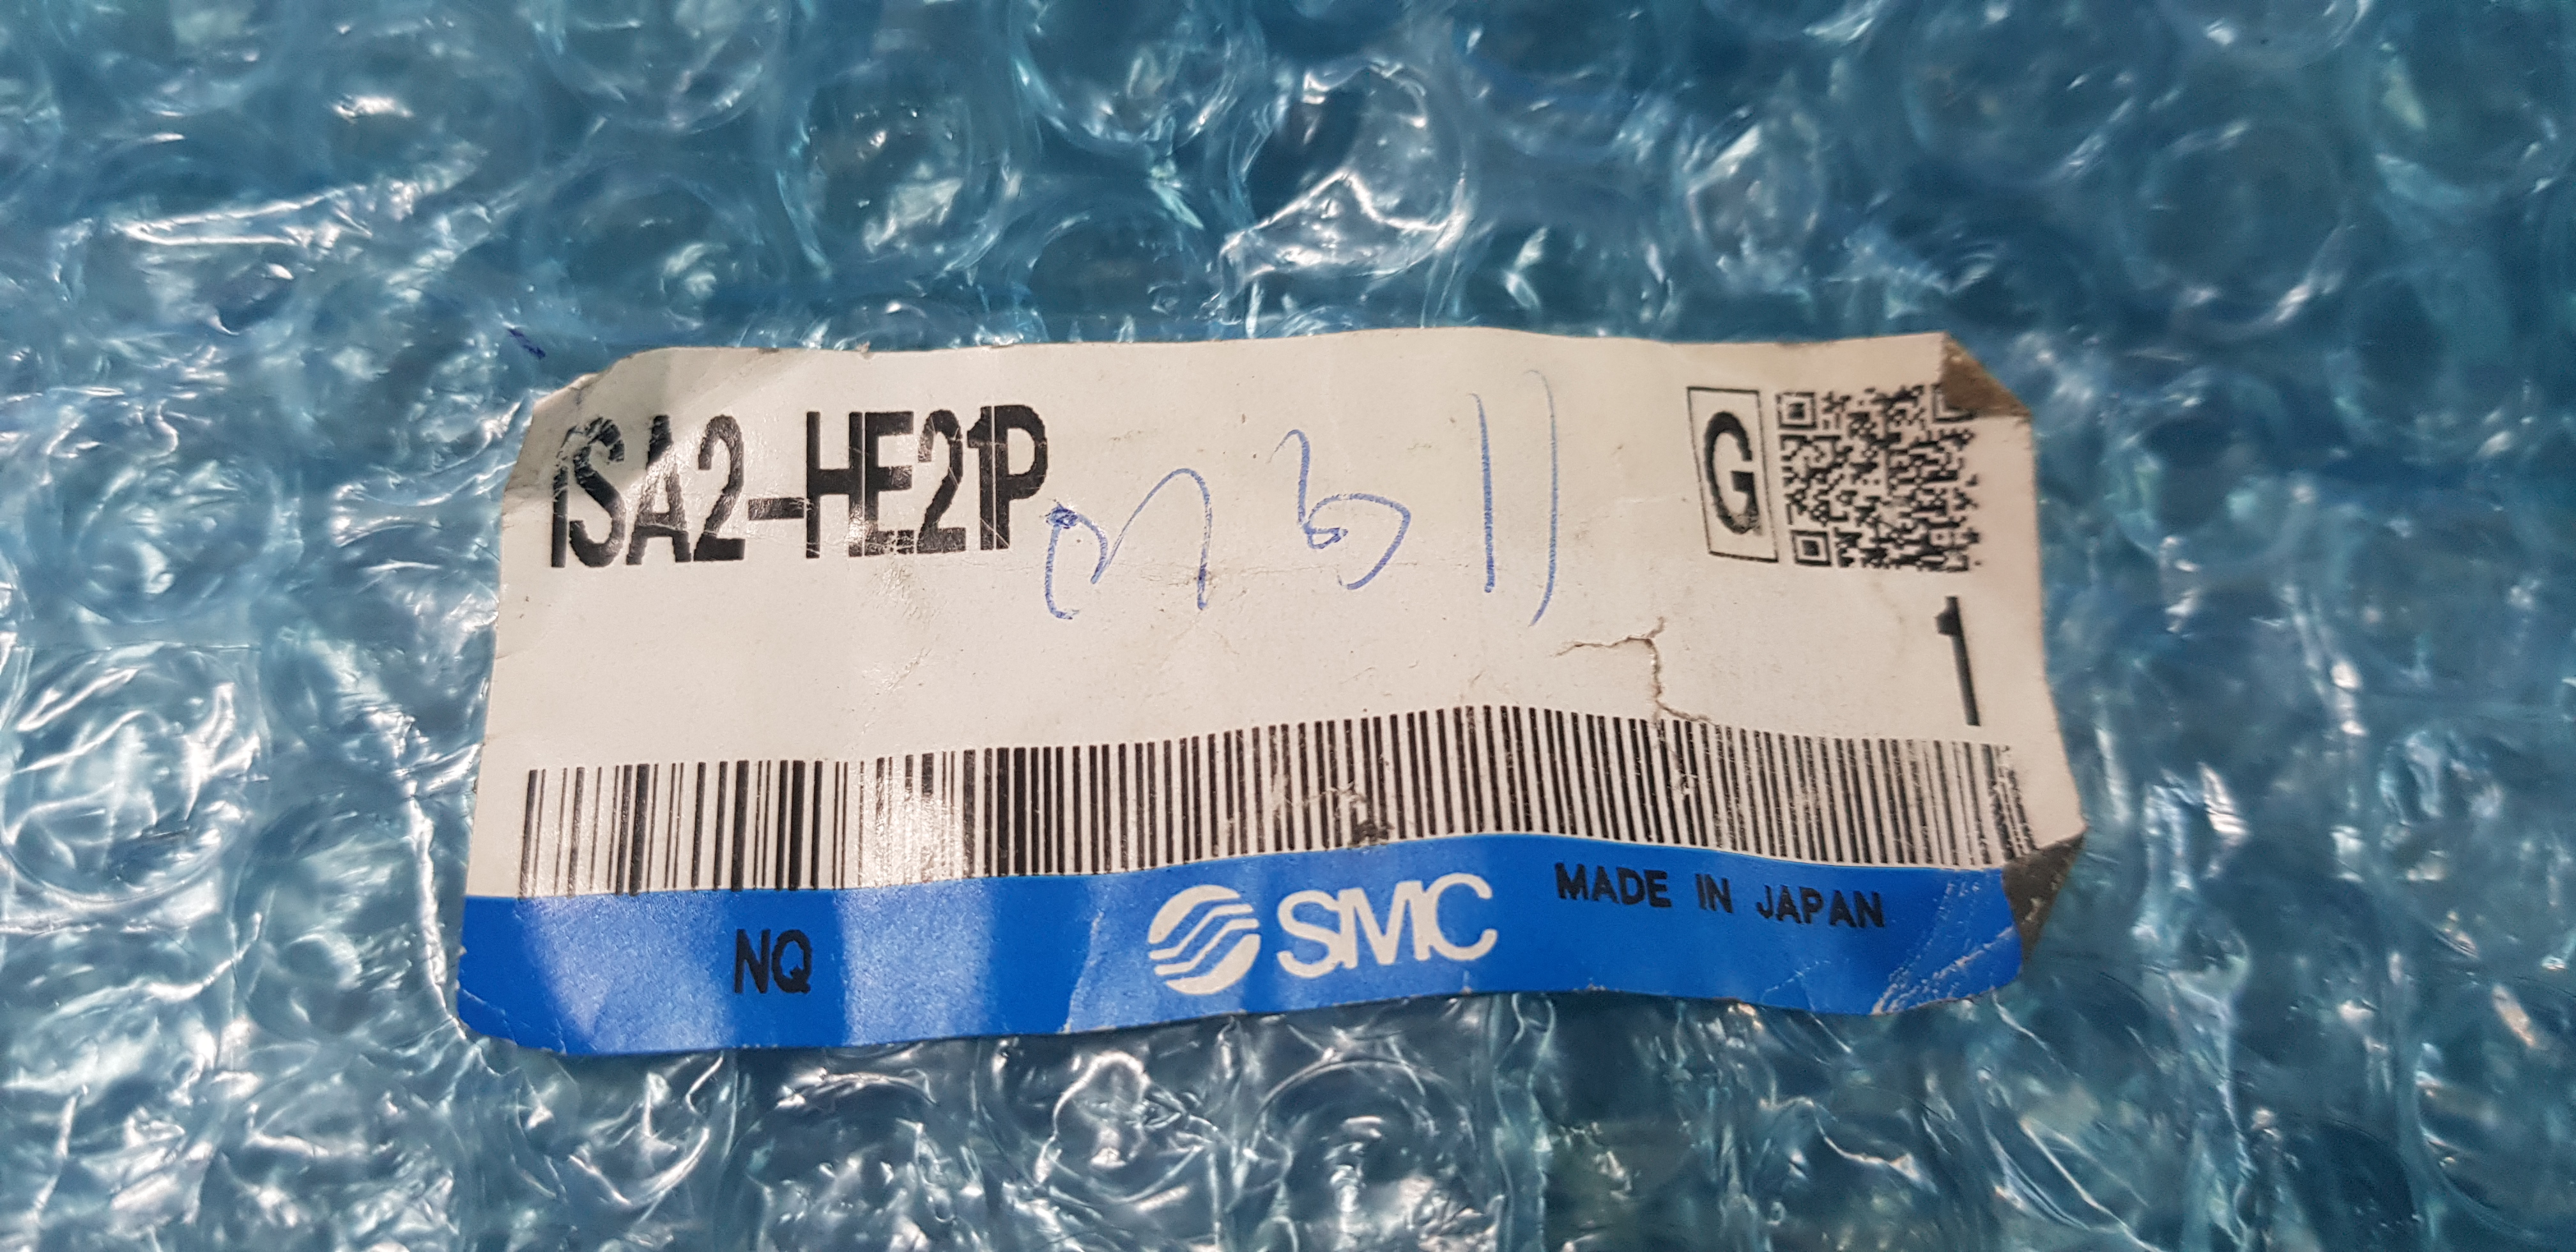 ISA2-HE21P
G
1
NQ
SMC
MADE IN JAPAN